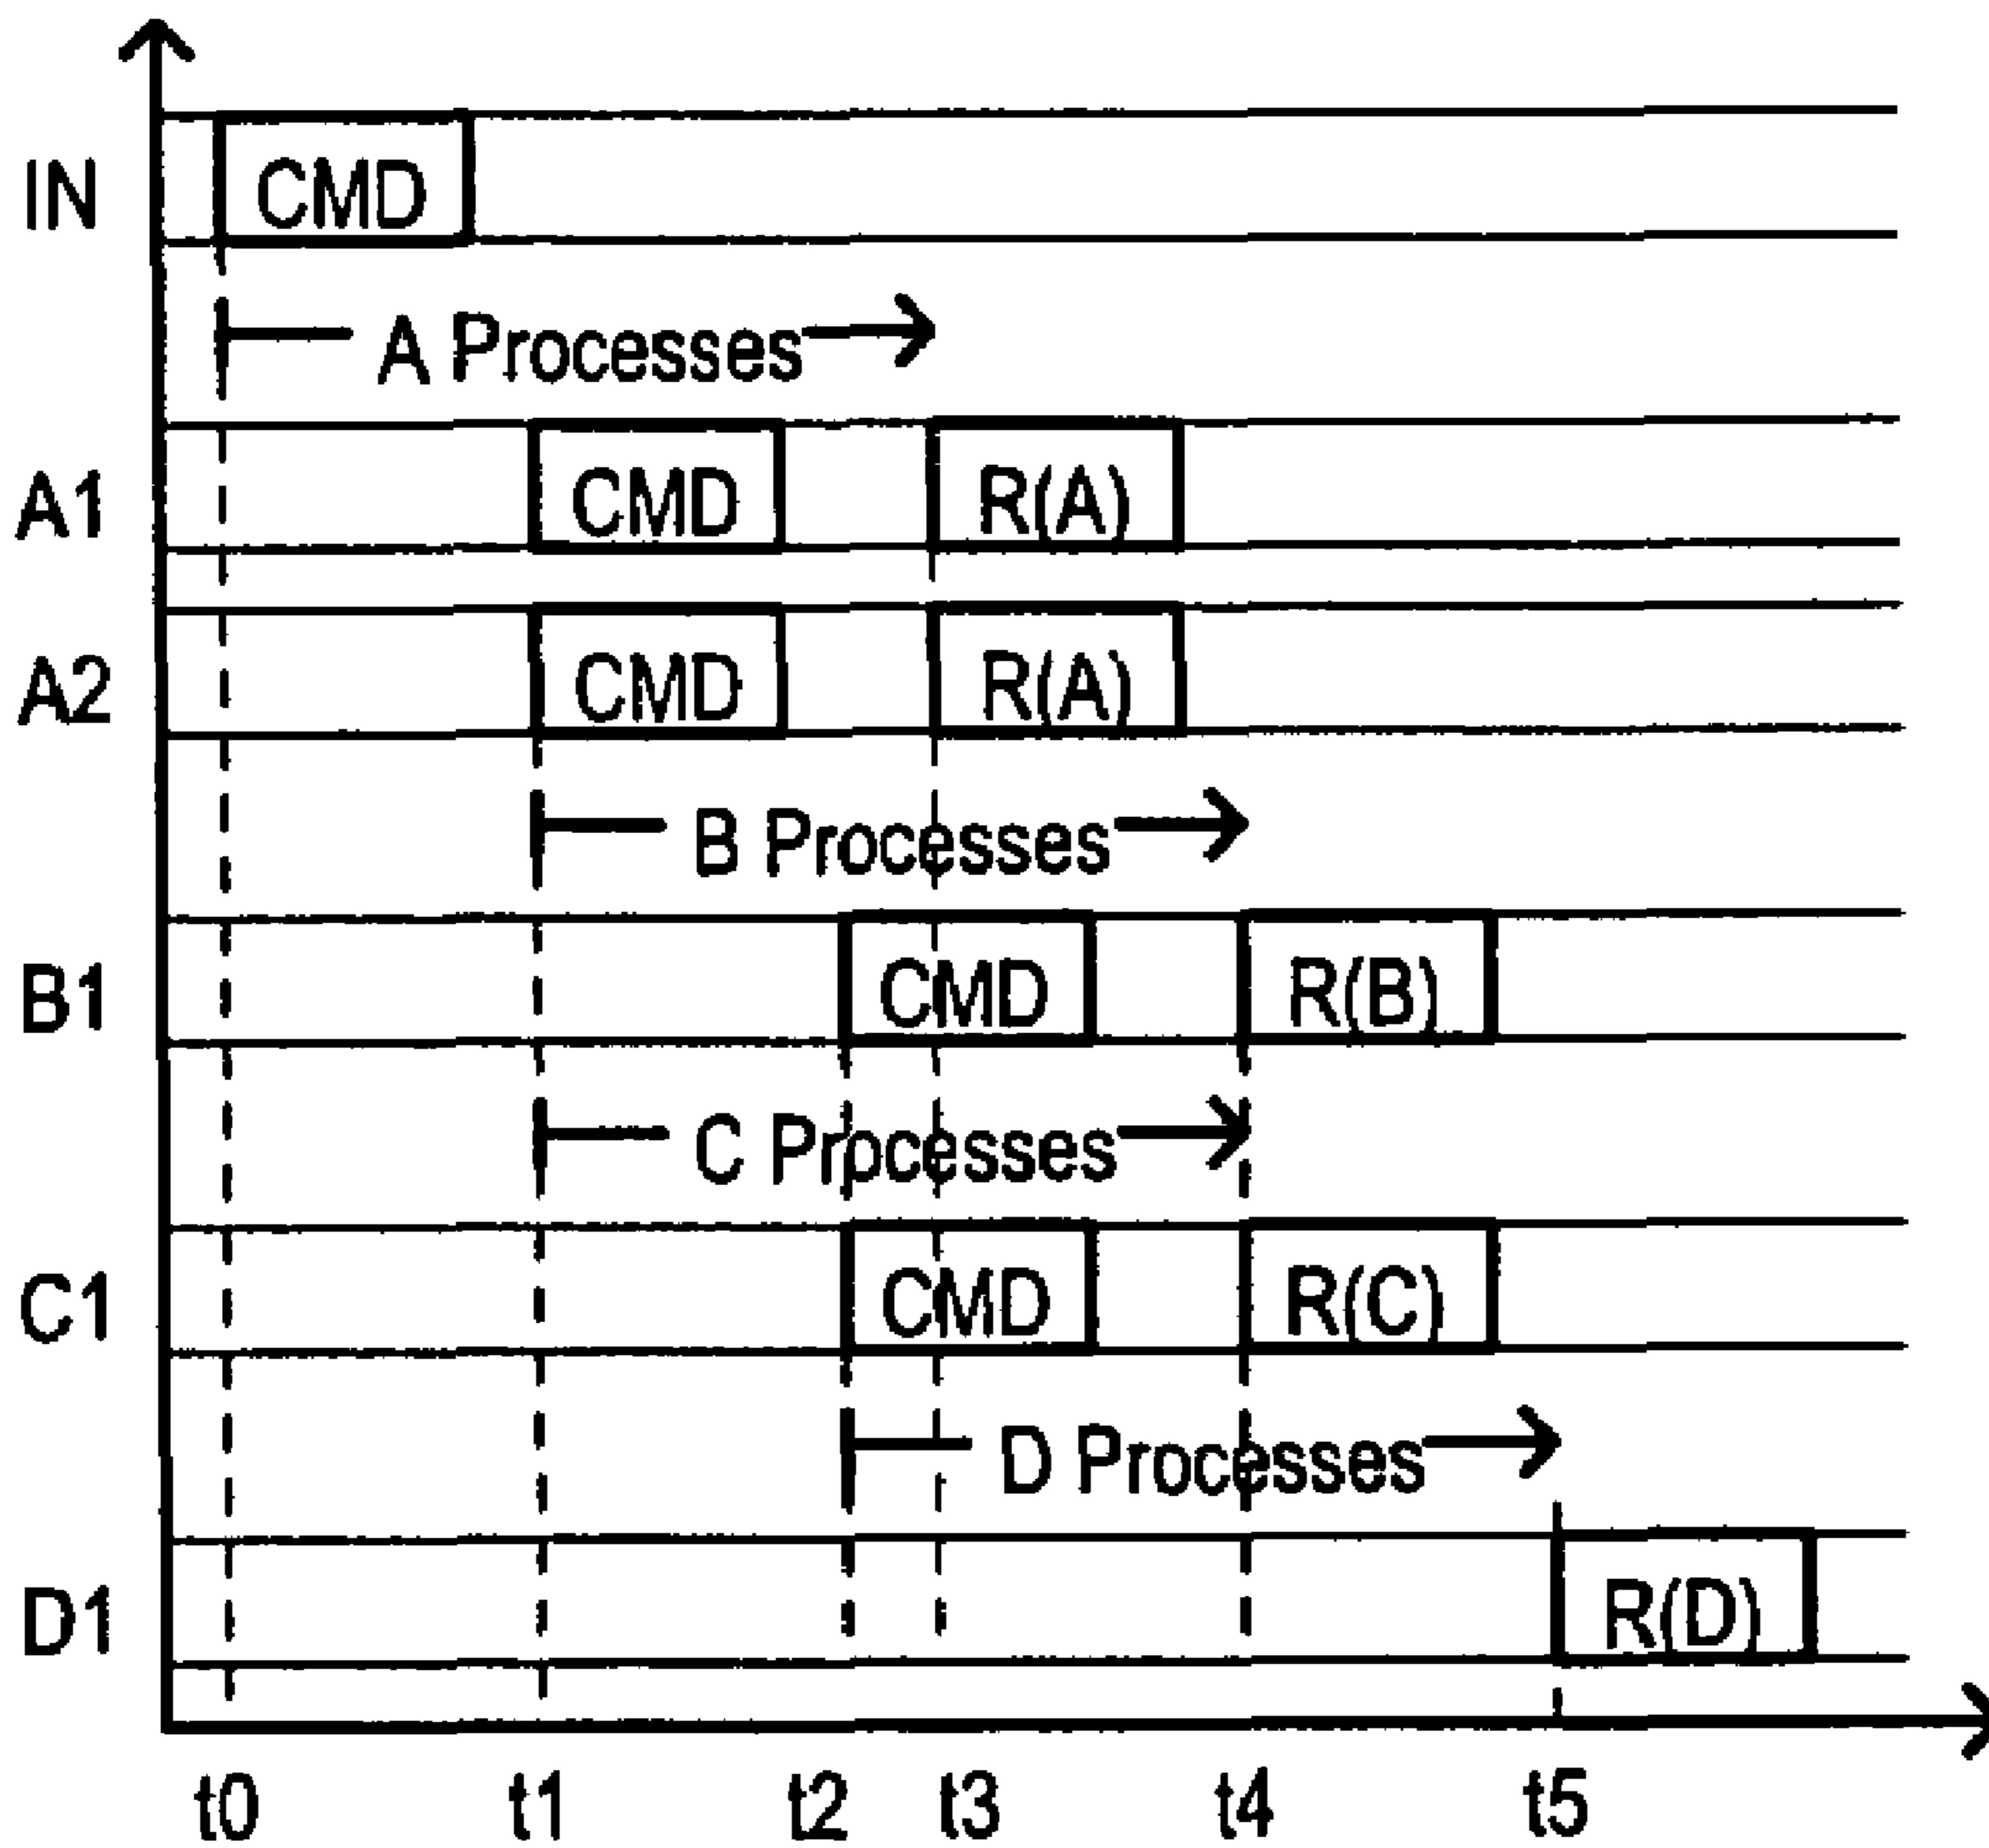 IN CMD
A Processes
A1 CMD R(A)
A2 CMD R(A)
B Processes
B1 CMD R(B)
C Processes
C1 CMD R(C)
D Processes
D1 R(D)
t0 t1 t2 t3 t4 t5